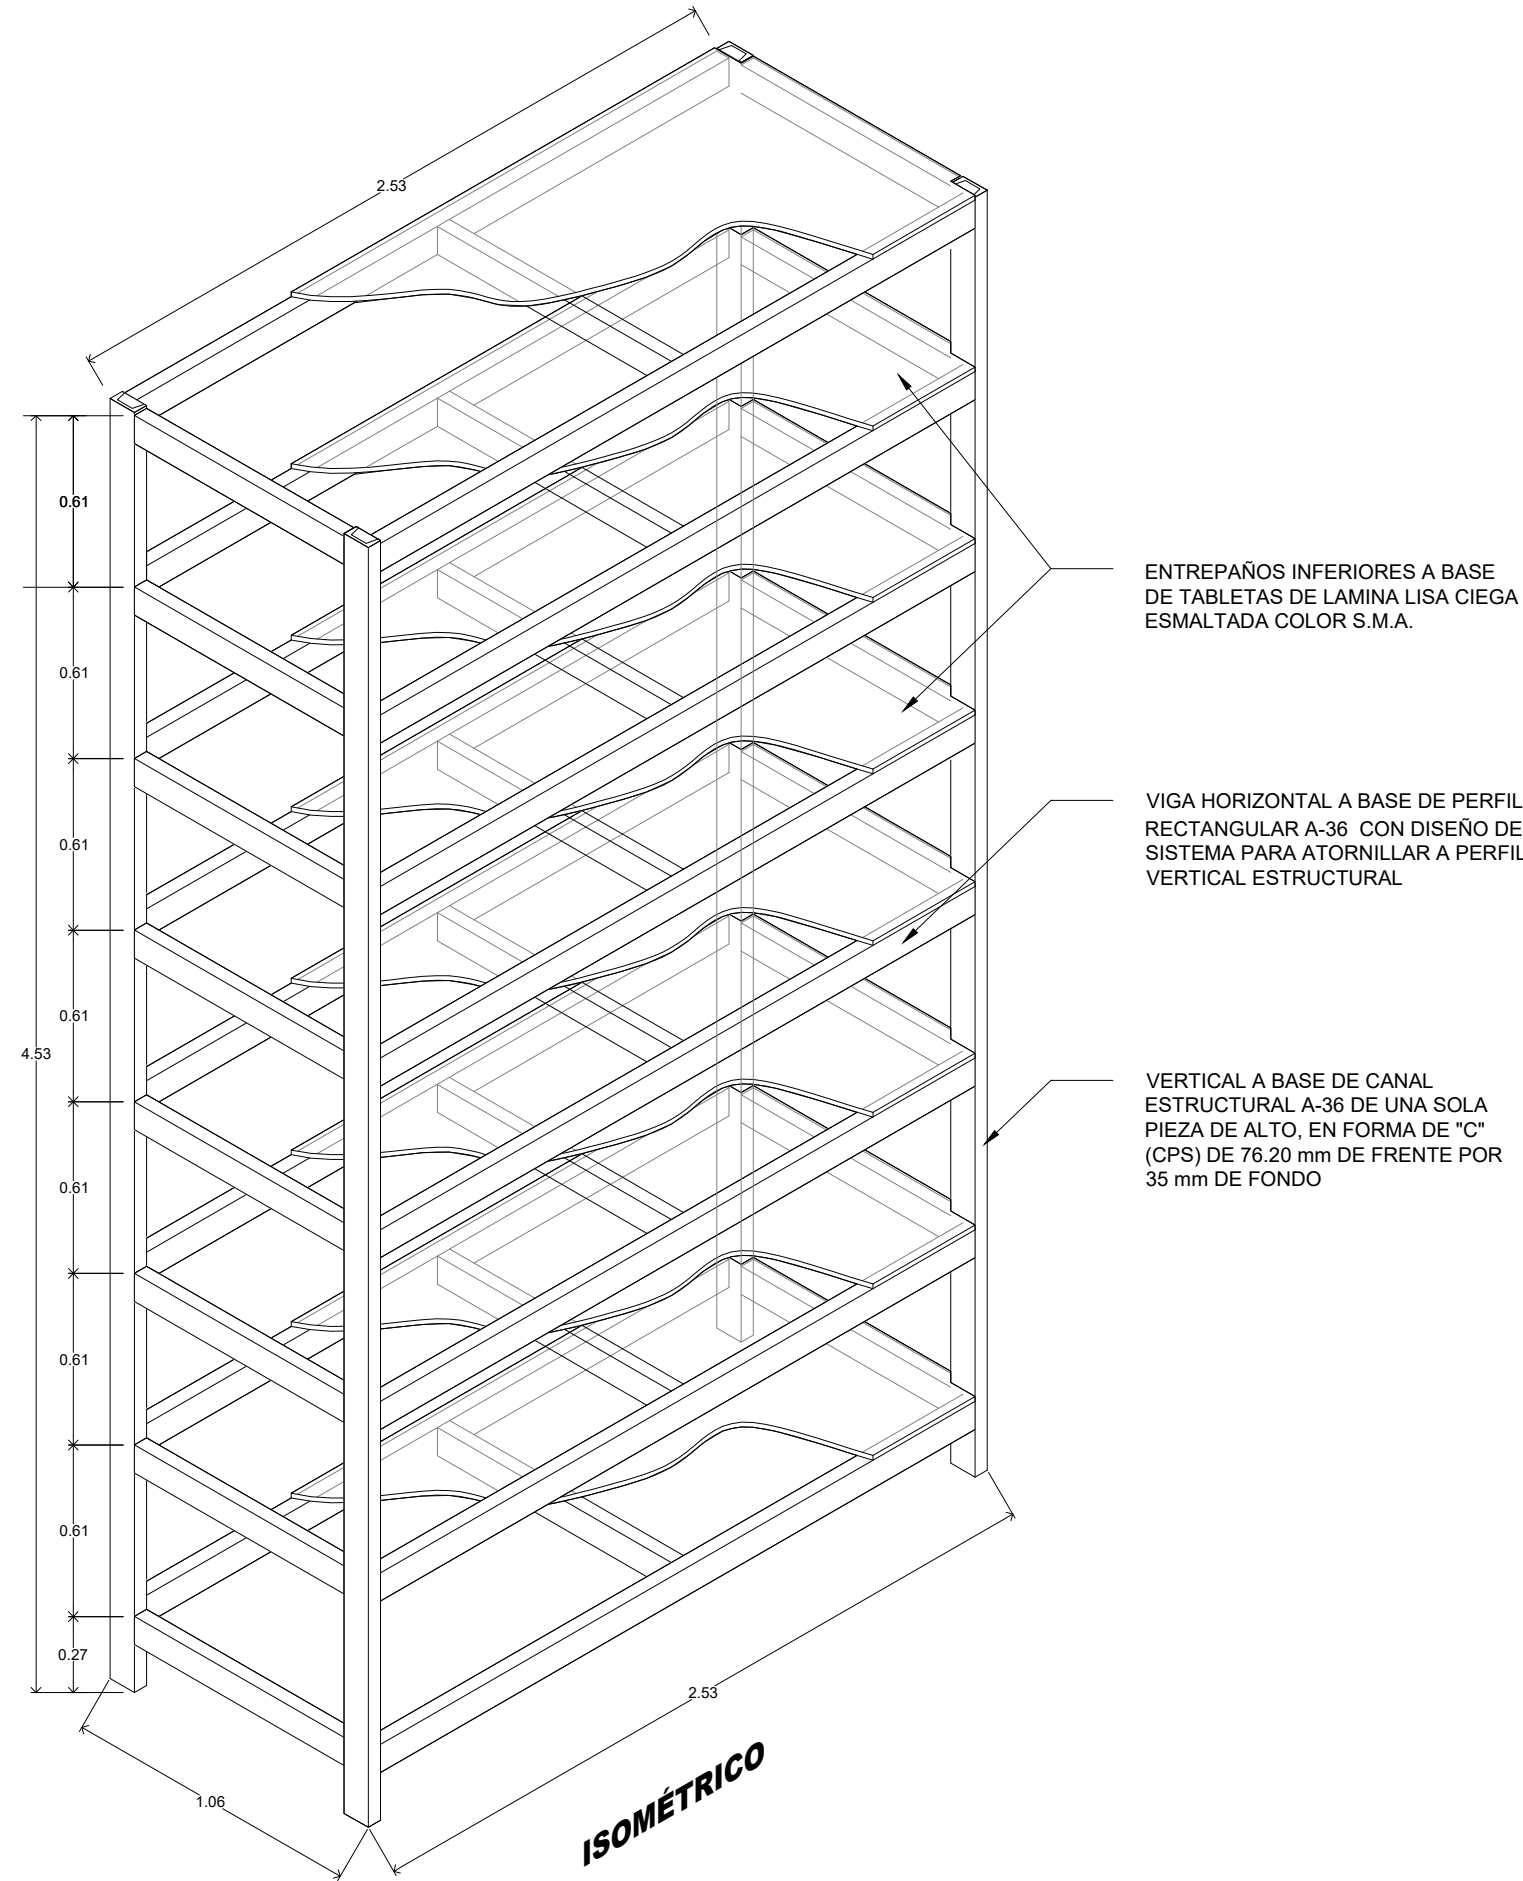 2.53
0.61
0.61
0.61
0.61
4.53
0.61
0.61
0.61
0.27
1.06
2.53
ISOMÉTRICO
ENTREPAÑOS INFERIORES A BASE
DE TABLETAS DE LAMINA LISA CIEGA
ESMALTADA COLOR S.M.A.
VIGA HORIZONTAL A BASE DE PERFIL
RECTANGULAR A-36 CON DISEÑO DE
SISTEMA PARA ATORNILLAR A PERFIL
VERTICAL ESTRUCTURAL
VERTICAL A BASE DE CANAL
ESTRUCTURAL A-36 DE UNA SOLA
PIEZA DE ALTO, EN FORMA DE "C"
(CPS) DE 76.20 mm DE FRENTE POR
35 mm DE FONDO